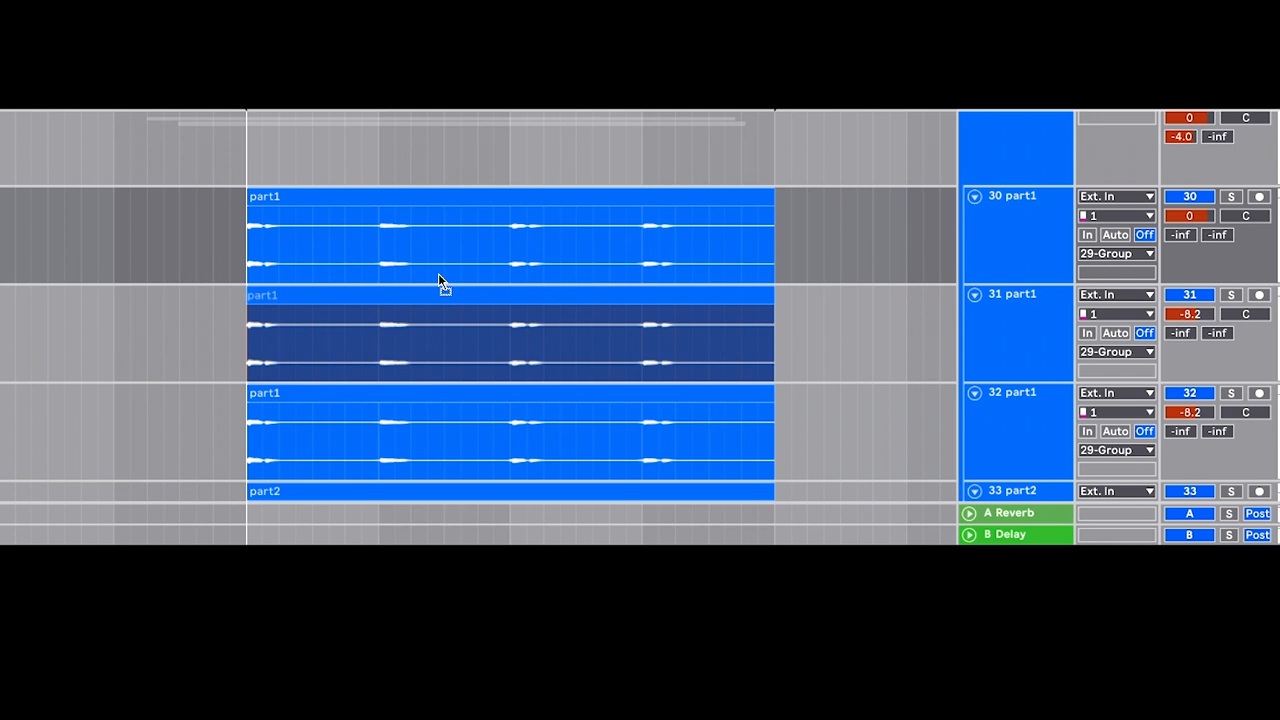 0 C
-4.0 -inf
part1 30 part1 Ext. In 30 S
1 0 C
In Auto Off -inf -inf
29-Group
part1 31 part1 Ext. In 31 S
1 -8.2 C
In Auto Off -inf -inf
29-Group
part1 32 part1 Ext. In 32 S
1 -8.2 C
In Auto Off -inf -inf
29-Group
part2 33 part2 Ext. In 33 S
A Reverb A S Post
B Delay B S Post